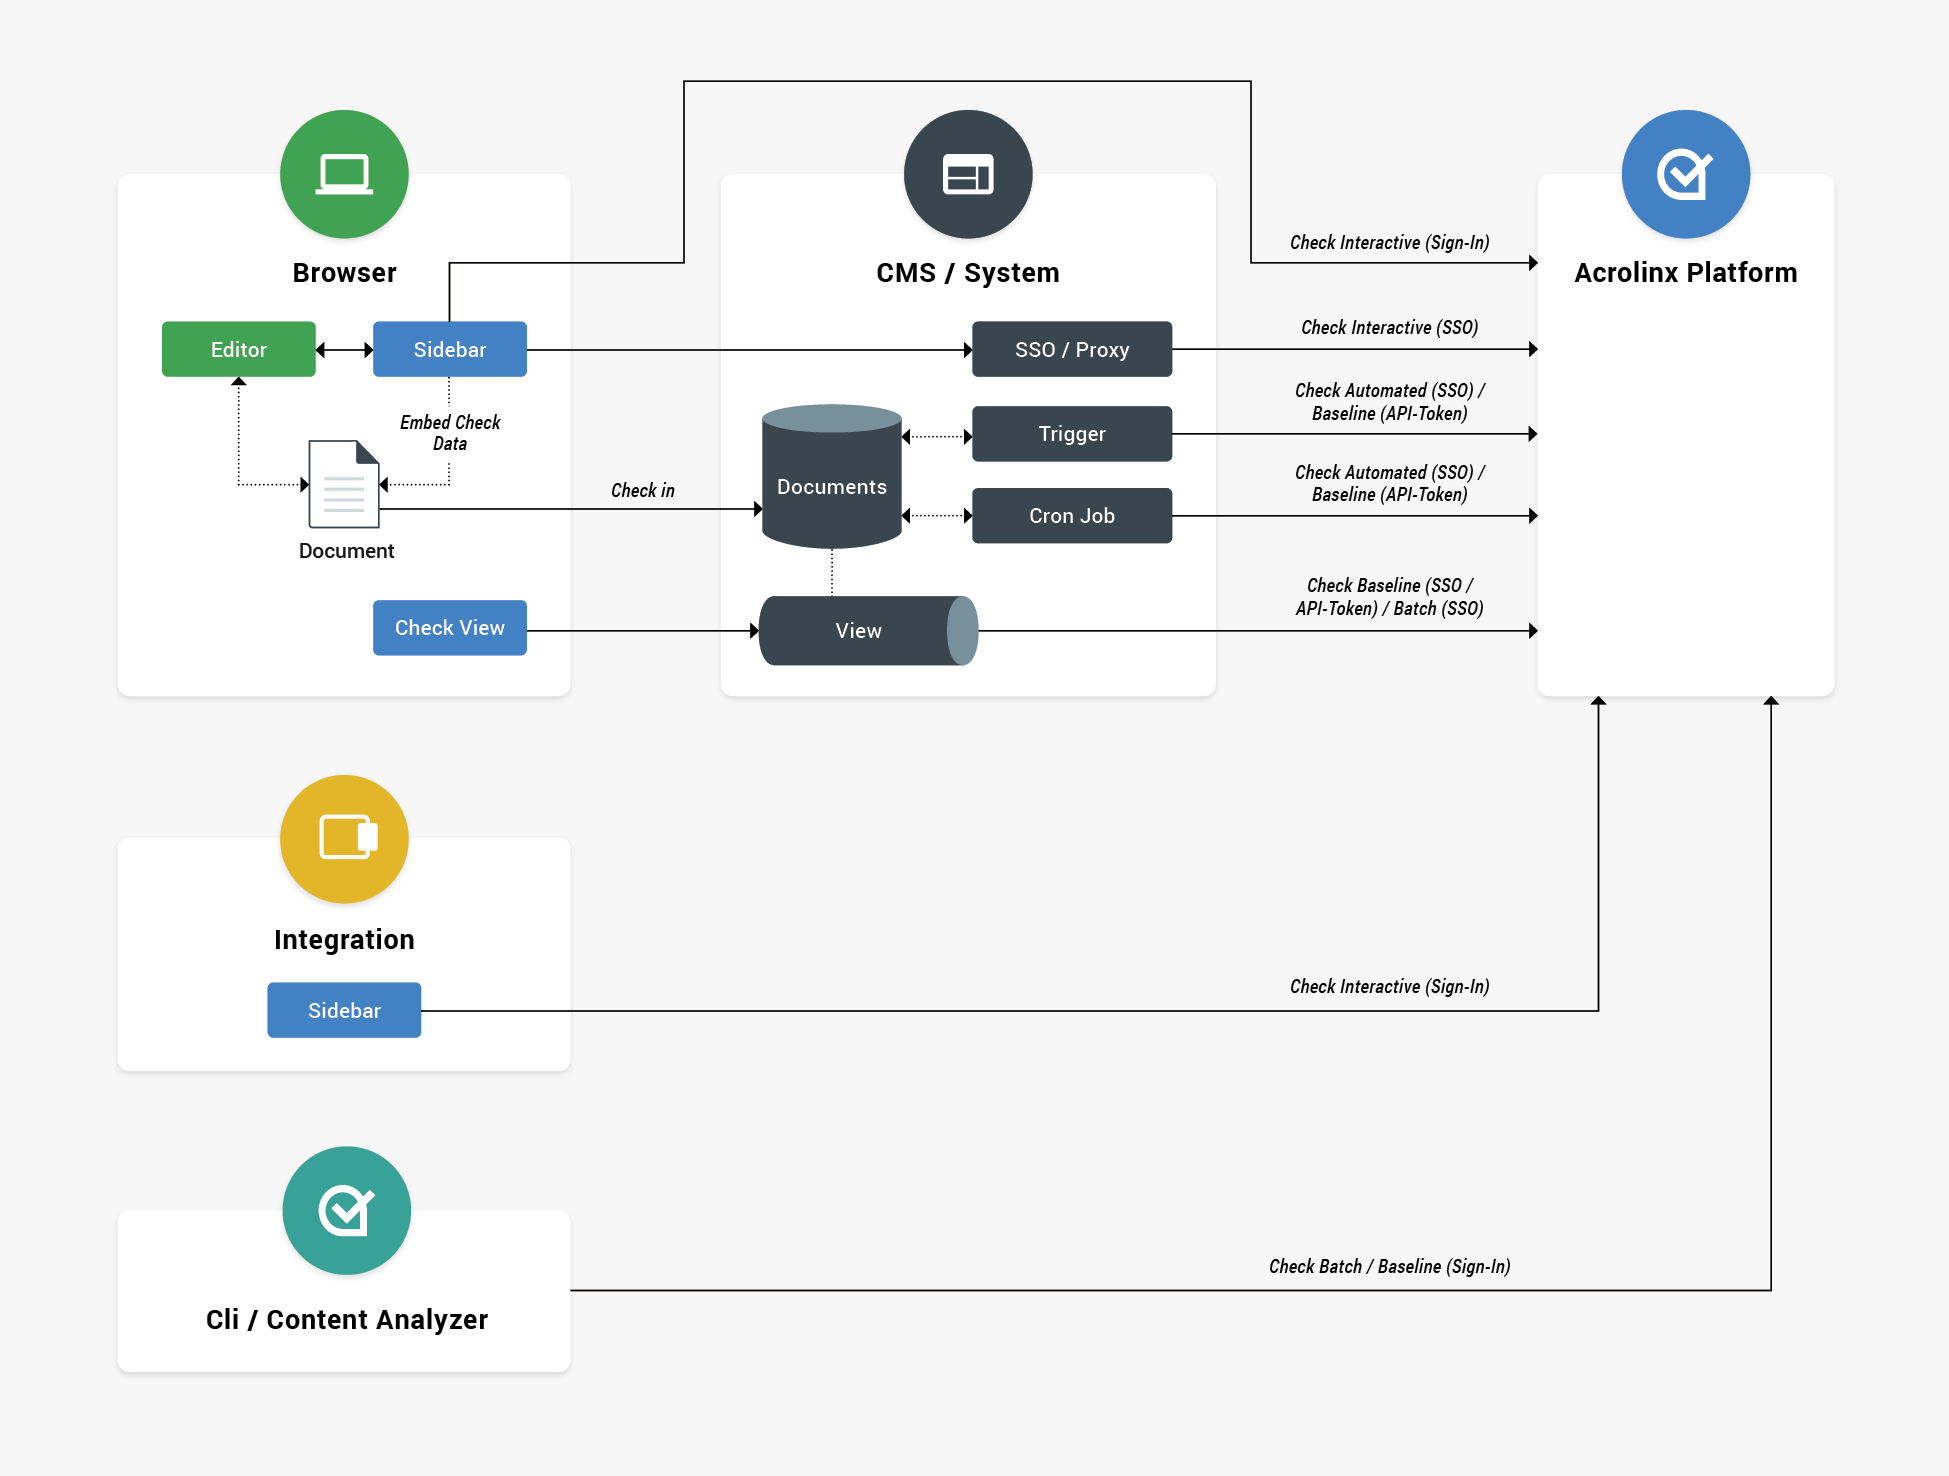 Browser
CMS / System
Acrolinx Platform
Check Interactive (Sign-In)
Editor
Sidebar
SSO / Proxy
Check Interactive (SSO)
Embed Check
Data
Document
Check in
Documents
Trigger
Check Automated (SSO) /
Baseline (API-Token)
Cron Job
Check Automated (SSO) /
Baseline (API-Token)
Check View
View
Check Baseline (SSO /
API-Token) / Batch (SSO)
Integration
Sidebar
Check Interactive (Sign-In)
Cli / Content Analyzer
Check Batch / Baseline (Sign-In)